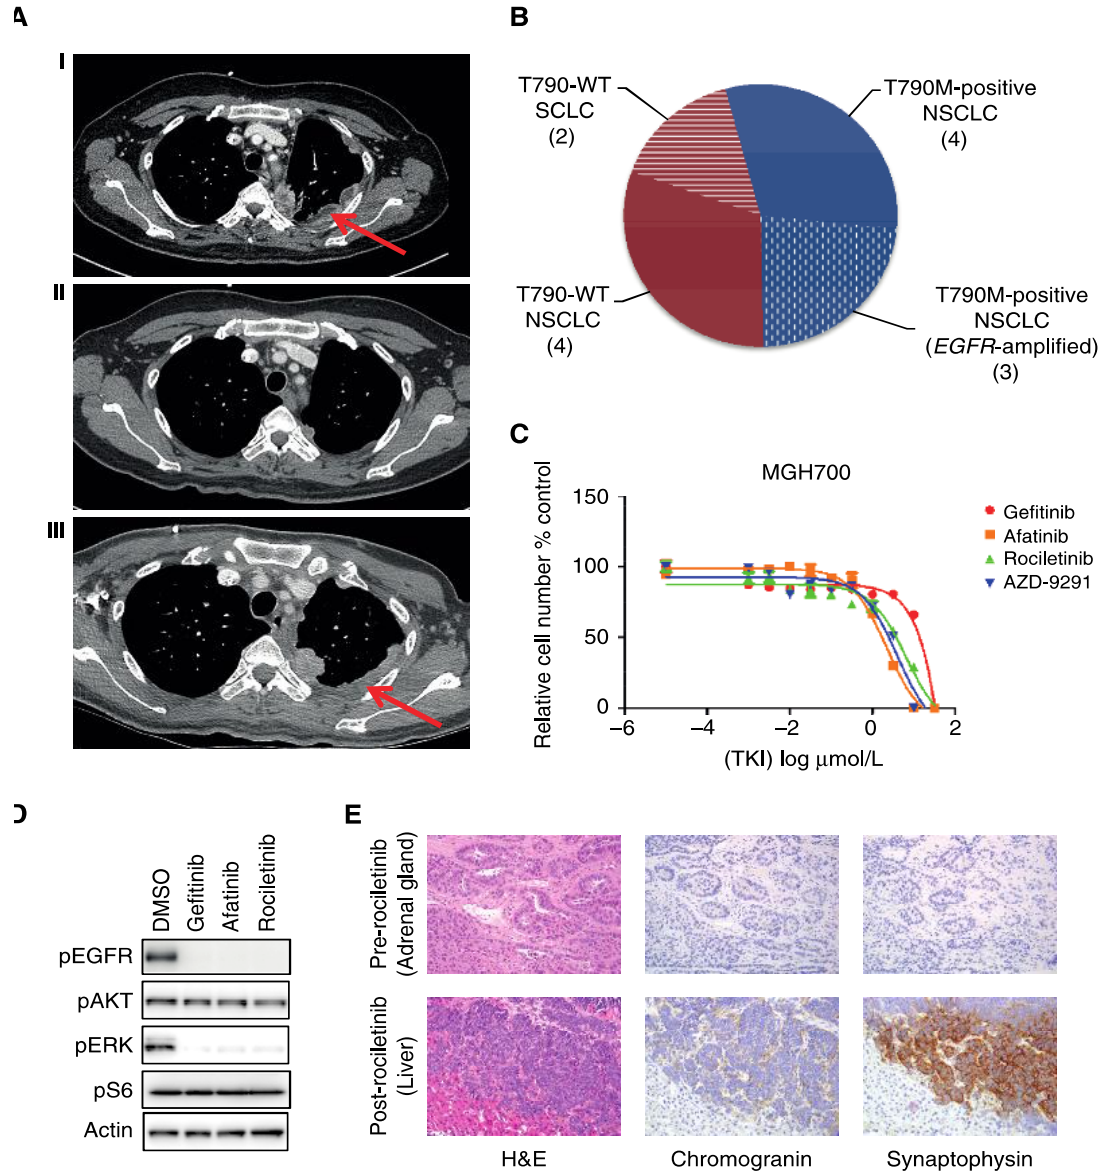 A
I
II
III
B
T790-WT
SCLC
(2)
T790M-positive
NSCLC
(4)
T790-WT
NSCLC
(4)
T790M-positive
NSCLC
(EGFR-amplified)
(3)
C
MGH700
Relative cell number % control
150
100
50
0
−6
−4
−2
0
2
(TKI) log μmol/L
Gefitinib
Afatinib
Rociletinib
AZD-9291
D
DMSO
Gefitinib
Afatinib
Rociletinib
pEGFR
pAKT
pERK
pS6
Actin
E
Pre-rociletinib
(Adrenal gland)
Post-rociletinib
(Liver)
H&E
Chromogranin
Synaptophysin